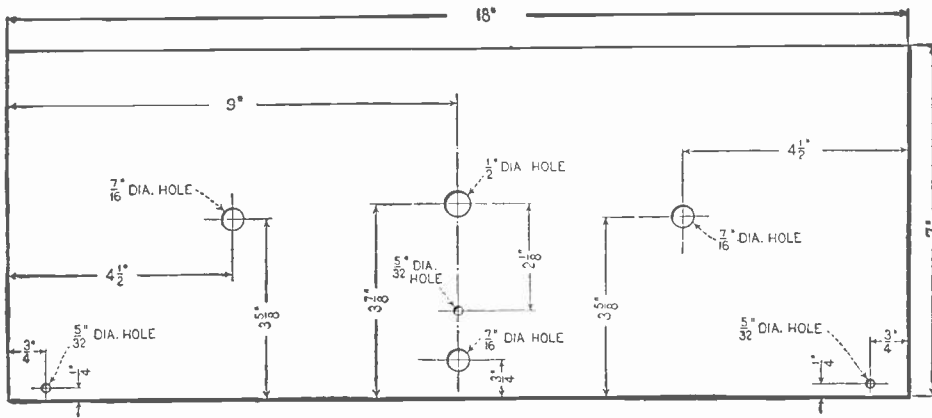 18"
9"
4 1/2"
1/2" DIA. HOLE
7/16" DIA. HOLE
7/16" DIA. HOLE
7"
4 1/2"
5/32" DIA.
HOLE
2 1/8"
3 5/8"
3 7/8"
3 5/8"
5/32" DIA. HOLE
7/16" DIA. HOLE
5/32" DIA. HOLE
3/4"
1/4"
3/4"
1/4"
3/4"